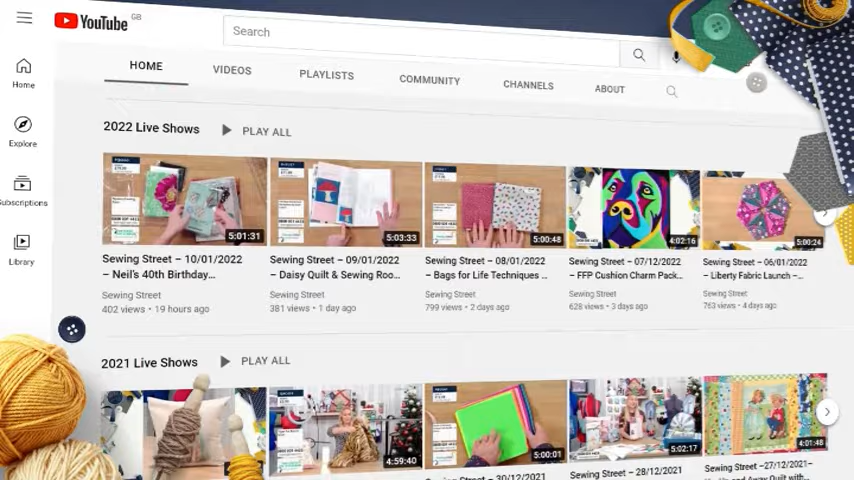 YouTube GB
Search
Home
Explore
Subscriptions
Library
HOME
VIDEOS
PLAYLISTS
COMMUNITY
CHANNELS
ABOUT
2022 Live Shows
PLAY ALL
5:01:31
5:03:33
5:00:48
4:02:16
5:00:24
Sewing Street – 10/01/2022
– Neil's 40th Birthday...
Sewing Street
402 views • 19 hours ago
Sewing Street – 09/01/2022
– Daisy Quilt & Sewing Roo...
Sewing Street
381 views • 1 day ago
Sewing Street – 08/01/2022
– Bags for Life Techniques ...
Sewing Street
799 views • 2 days ago
Sewing Street – 07/12/2022
– FFP Cushion Charm Pack...
Sewing Street
628 views • 3 days ago
Sewing Street – 06/01/2022
– Liberty Fabric Launch –...
Sewing Street
763 views • 4 days ago
2021 Live Shows
PLAY ALL
4:59:40
5:00:01
5:02:17
4:01:48
Sewing Street – 30/12/2021
Sewing Street – 28/12/2021
Sewing Street –27/12/2021–